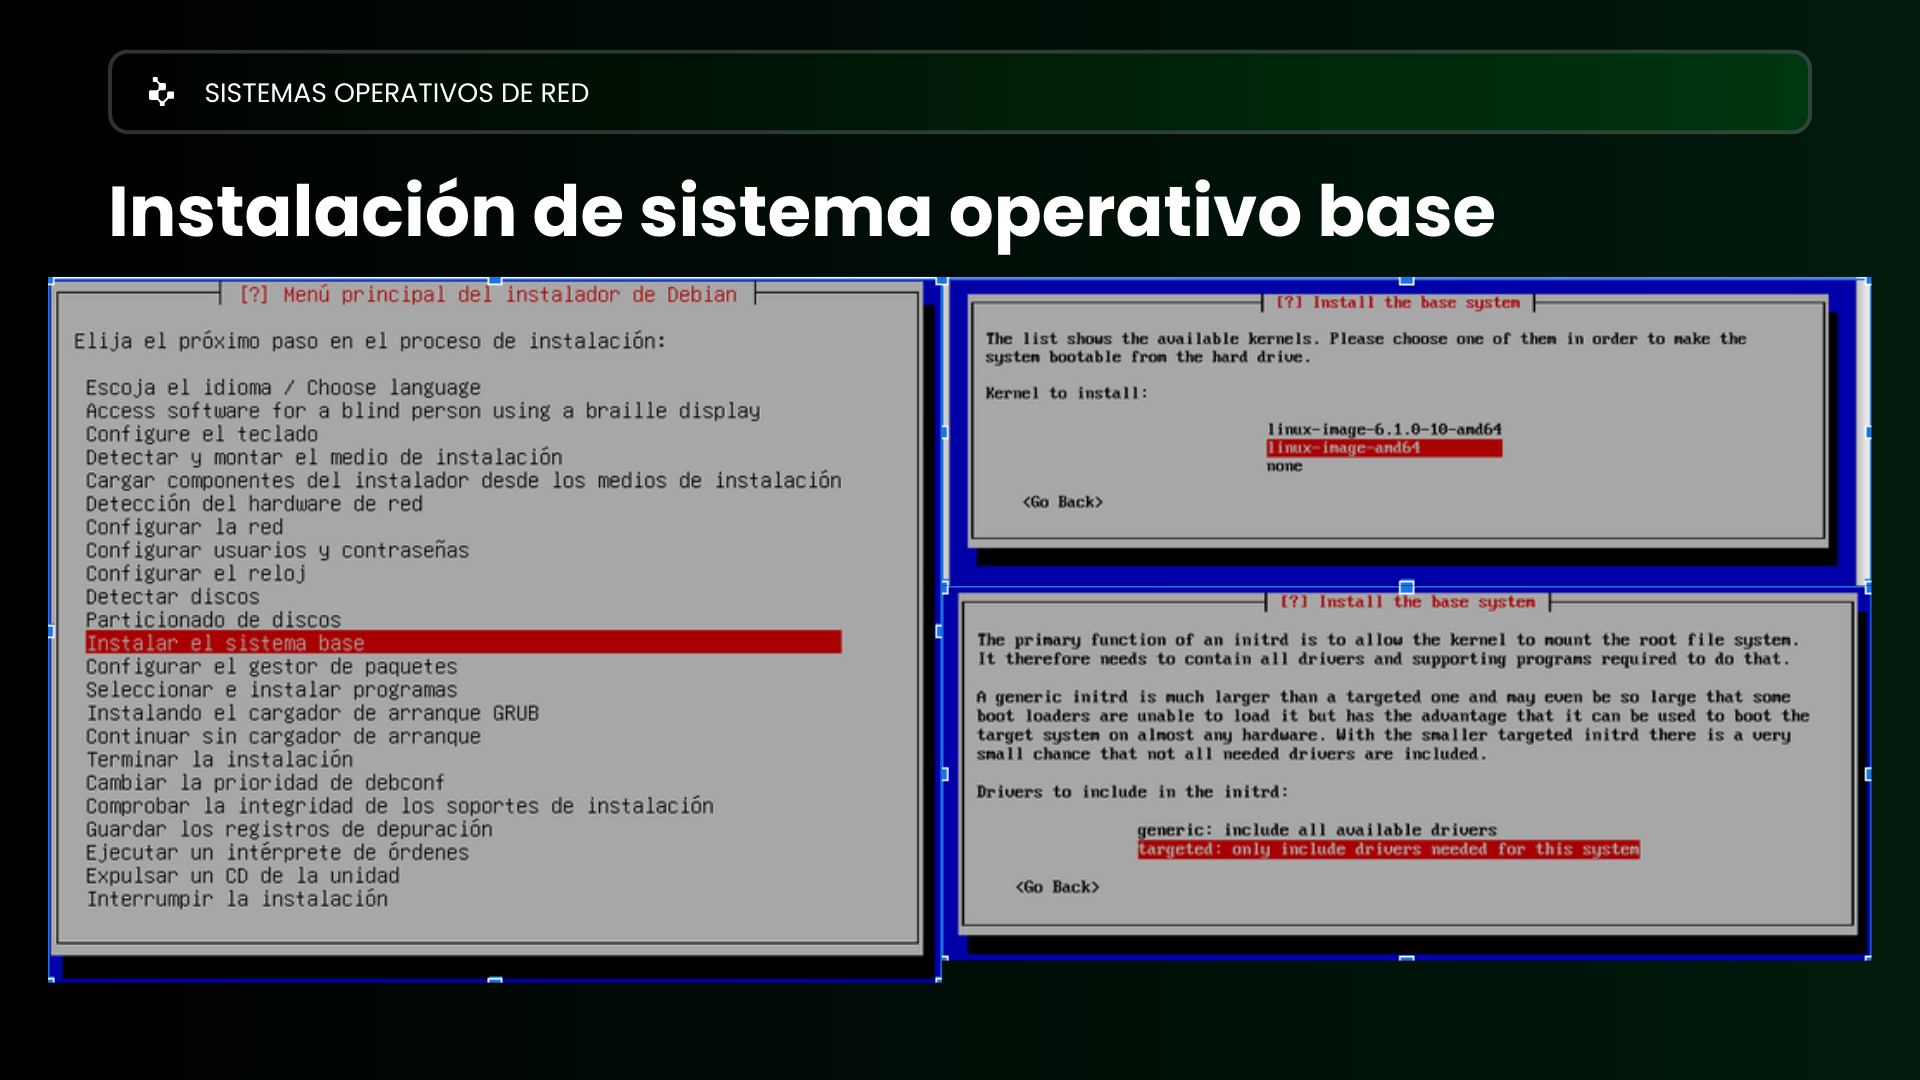 SISTEMAS OPERATIVOS DE RED
Instalación de sistema operativo base
[?] Menú principal del instalador de Debian
Elija el próximo paso en el proceso de instalación:
Escoja el idioma / Choose language
Access software for a blind person using a braille display
Configure el teclado
Detectar y montar el medio de instalación
Cargar componentes del instalador desde los medios de instalación
Detección del hardware de red
Configurar la red
Configurar usuarios y contraseñas
Configurar el reloj
Detectar discos
Particionado de discos
Instalar el sistema base
Configurar el gestor de paquetes
Seleccionar e instalar programas
Instalando el cargador de arranque GRUB
Continuar sin cargador de arranque
Terminar la instalación
Cambiar la prioridad de debconf
Comprobar la integridad de los soportes de instalación
Guardar los registros de depuración
Ejecutar un intérprete de órdenes
Expulsar un CD de la unidad
Interrumpir la instalación
[?] Install the base system
The list shows the available kernels. Please choose one of them in order to make the
system bootable from the hard drive.
Kernel to install:
linux-image-6.1.0-10-amd64
linux-image-amd64
none
<Go Back>
[?] Install the base system
The primary function of an initrd is to allow the kernel to mount the root file system.
It therefore needs to contain all drivers and supporting programs required to do that.
A generic initrd is much larger than a targeted one and may even be so large that some
boot loaders are unable to load it but has the advantage that it can be used to boot the
target system on almost any hardware. With the smaller targeted initrd there is a very
small chance that not all needed drivers are included.
Drivers to include in the initrd:
generic: include all available drivers
targeted: only include drivers needed for this system
<Go Back>